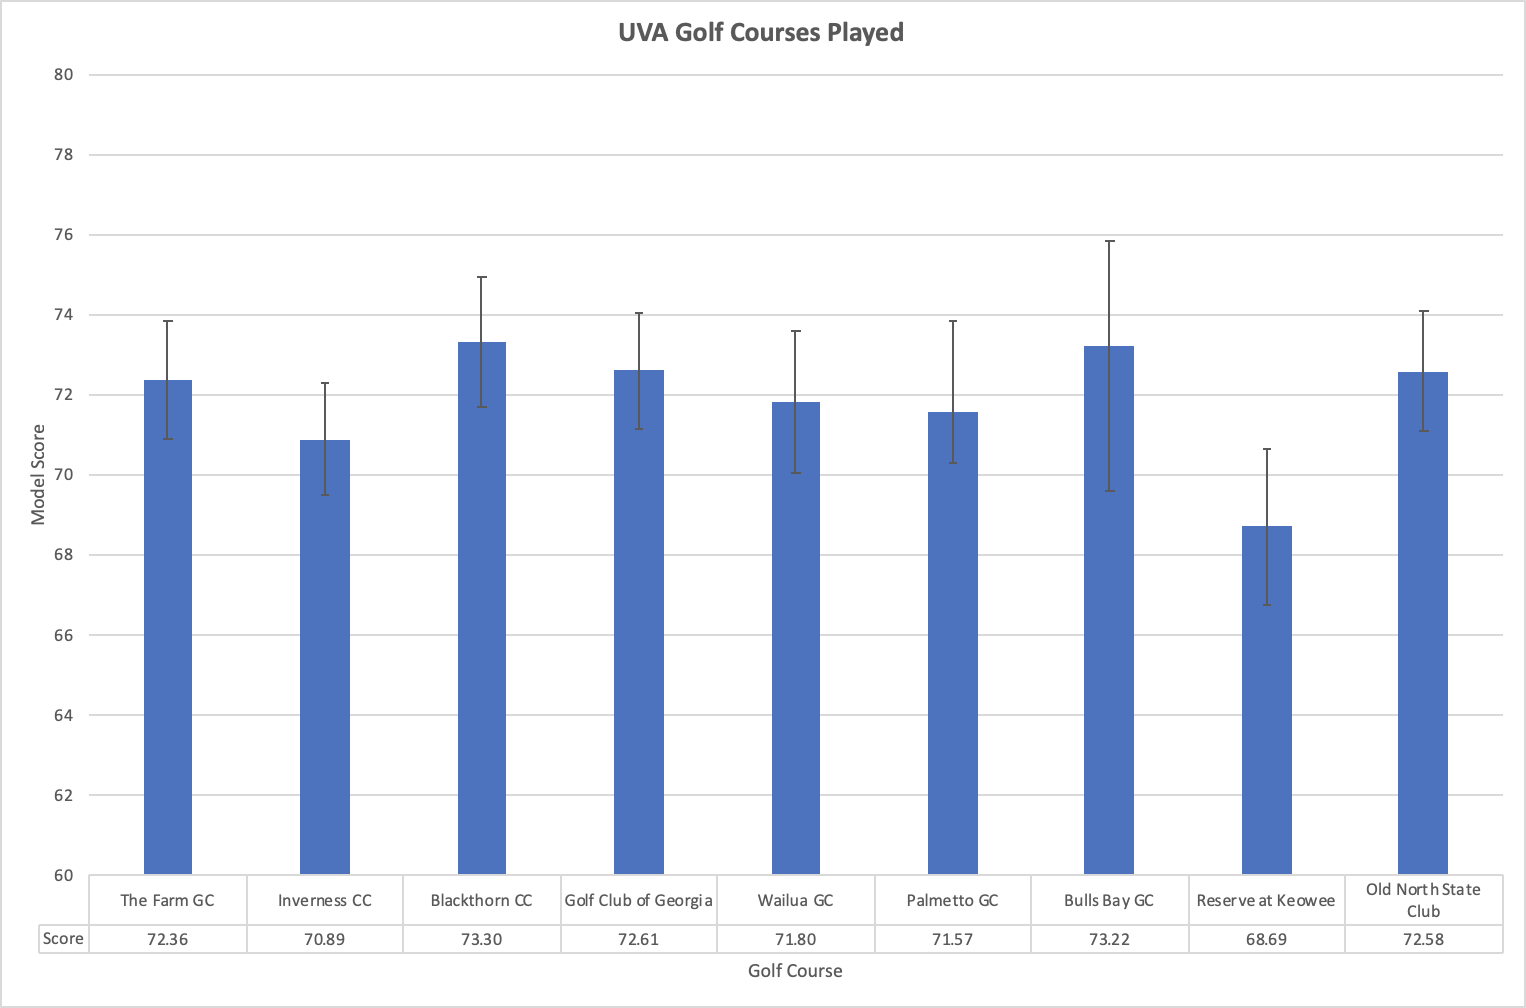 UVA Golf Courses Played
80
78
76
74
72
70
68
66
64
62
60
Model Score
The Farm GC Inverness CC Blackthorn CC Golf Club of Georgia Wailua GC Palmetto GC Bulls Bay GC Reserve at Keowee Old North State Club
Score 72.36 70.89 73.30 72.61 71.80 71.57 73.22 68.69 72.58
Golf Course